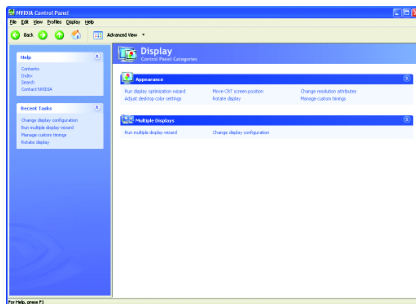 NVIDIA Control Panel
File Edit View Profiles Display Help
Back Advanced View
Help
Contents
Index
Search
Contact NVIDIA
Recent Tasks
Change display configuration
Run multiple display wizard
Manage custom timings
Rotate display
Display
Control Panel Categories
Appearance
Run display optimization wizard Move CRT screen position Change resolution attributes
Adjust desktop color settings Rotate display Manage custom timings
Multiple Displays
Run multiple display wizard Change display configuration
For Help, press F1